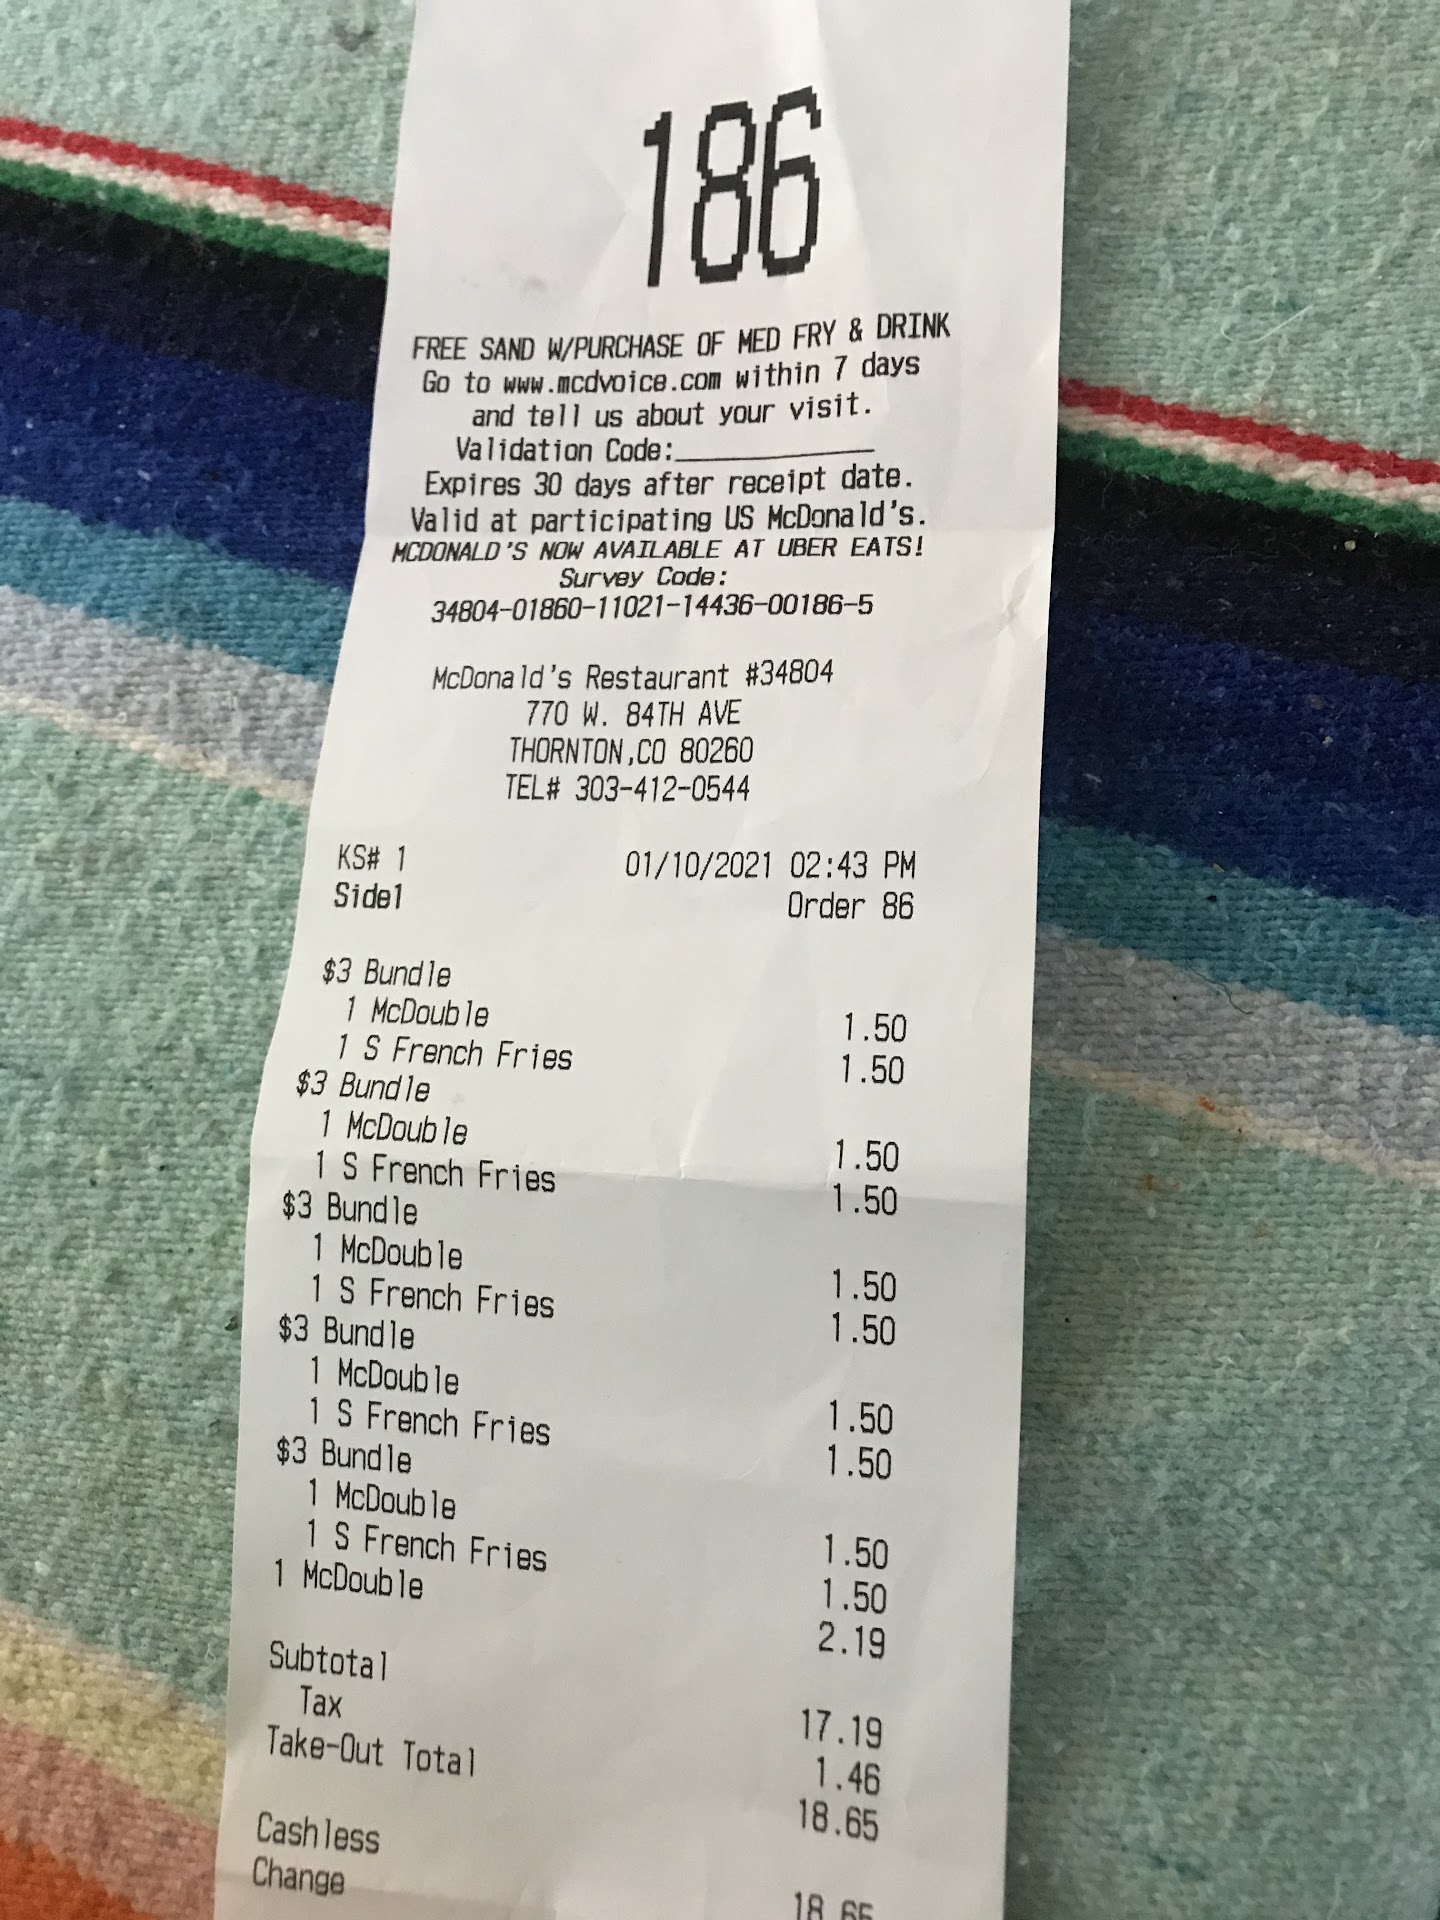 186
FREE SAND W/PURCHASE OF MED FRY & DRINK
Go to www.mcdvoice.com within 7 days
and tell us about your visit.
Validation Code:____________
Expires 30 days after receipt date.
Valid at participating US McDonald's.
MCDONALD'S NOW AVAILABLE AT UBER EATS!
Survey Code:
34804-01860-11021-14436-00186-5
McDonald's Restaurant #34804
770 W. 84TH AVE
THORNTON,CO 80260
TEL# 303-412-0544
KS# 1 01/10/2021 02:43 PM
Side1 Order 86
$3 Bundle
1 McDouble 1.50
1 S French Fries 1.50
$3 Bundle
1 McDouble 1.50
1 S French Fries 1.50
$3 Bundle
1 McDouble 1.50
1 S French Fries 1.50
$3 Bundle
1 McDouble 1.50
1 S French Fries 1.50
$3 Bundle
1 McDouble 1.50
1 S French Fries 1.50
1 McDouble 2.19
Subtotal 17.19
Tax 1.46
Take-Out Total 18.65
Cashless 18.65
Change